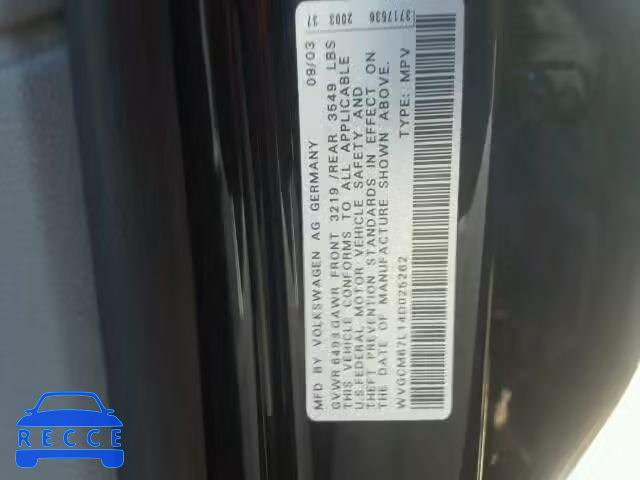 37 2003 3717536
MFD BY VOLKSWAGEN AG GERMANY 09/03
GVWR 6493 GAWR FRONT 3219 /REAR 3549 LBS
THIS VEHICLE CONFORMS TO ALL APPLICABLE
U.S.FEDERAL MOTOR VEHICLE SAFETY AND
THEFT PREVENTION STANDARDS IN EFFECT ON
THE DATE OF MANUFACTURE SHOWN ABOVE.
WVGCM67L14D026262 TYPE: MPV
RECCE